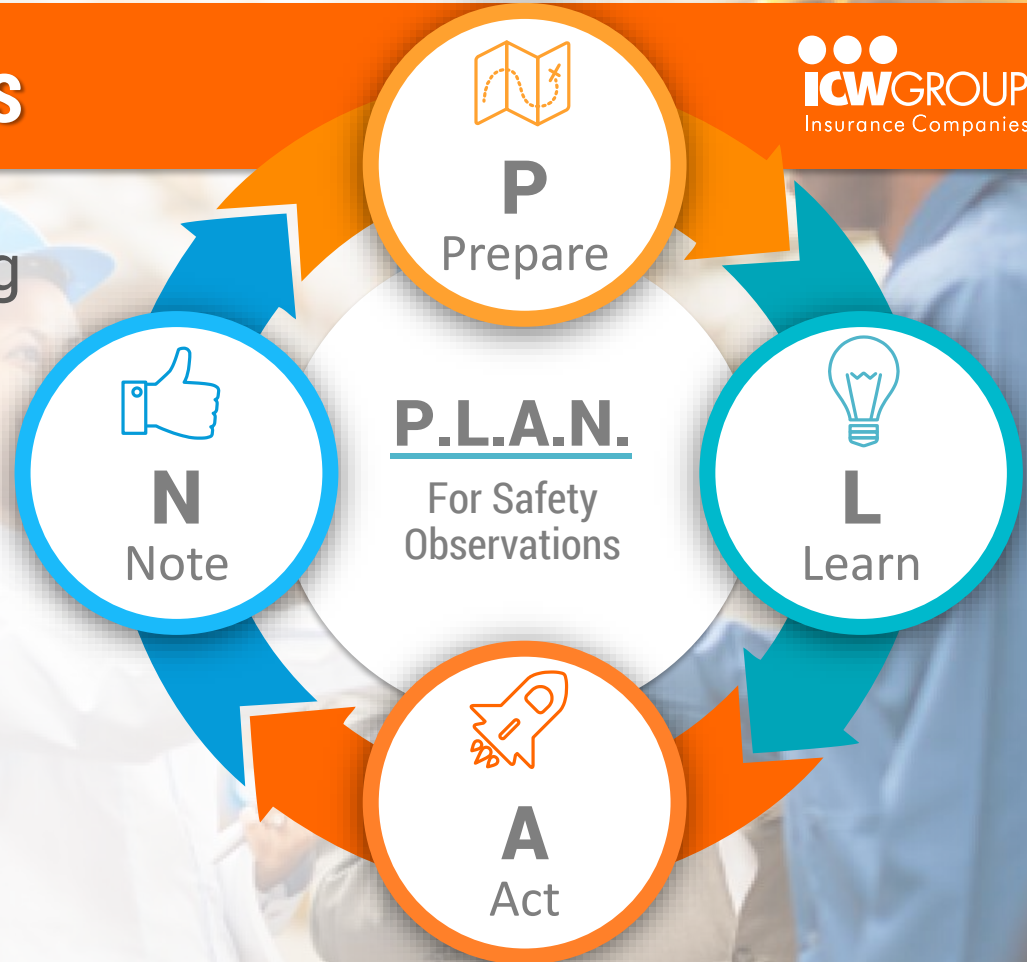 S
ICWGROUP
Insurance Companies
g
P
Prepare
P.L.A.N.
For Safety
Observations
N
Note
L
Learn
A
Act